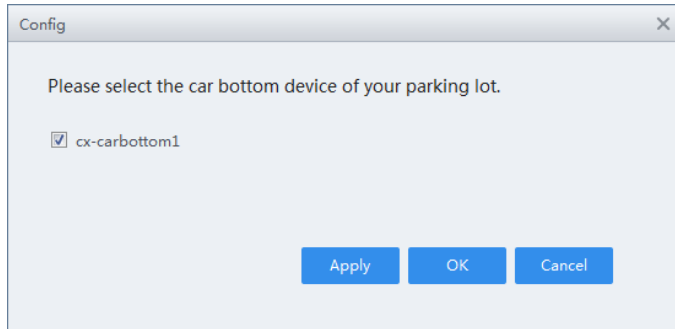 Config
Please select the car bottom device of your parking lot.
cx-carbottom1
Apply OK Cancel